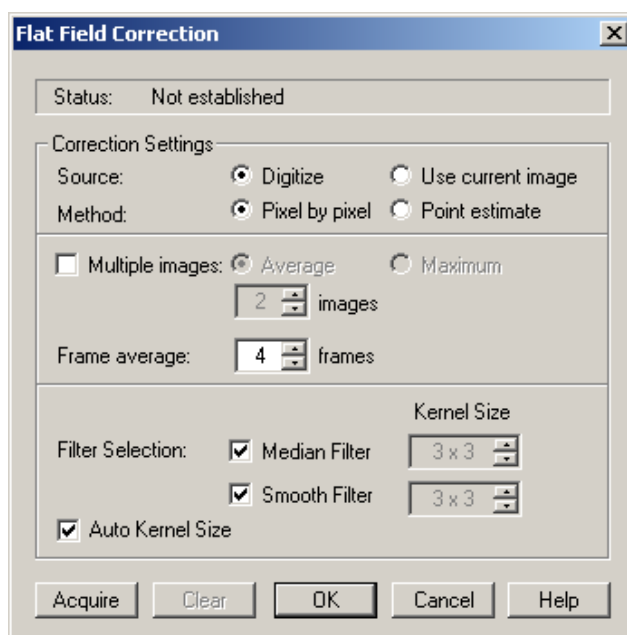 Flat Field Correction
Status: Not established
Correction Settings
Source: Digitize Use current image
Method: Pixel by pixel Point estimate
Multiple images: Average Maximum
2 images
Frame average: 4 frames
Kernel Size
Filter Selection: Median Filter 3 x 3
Smooth Filter 3 x 3
Auto Kernel Size
Acquire Clear OK Cancel Help